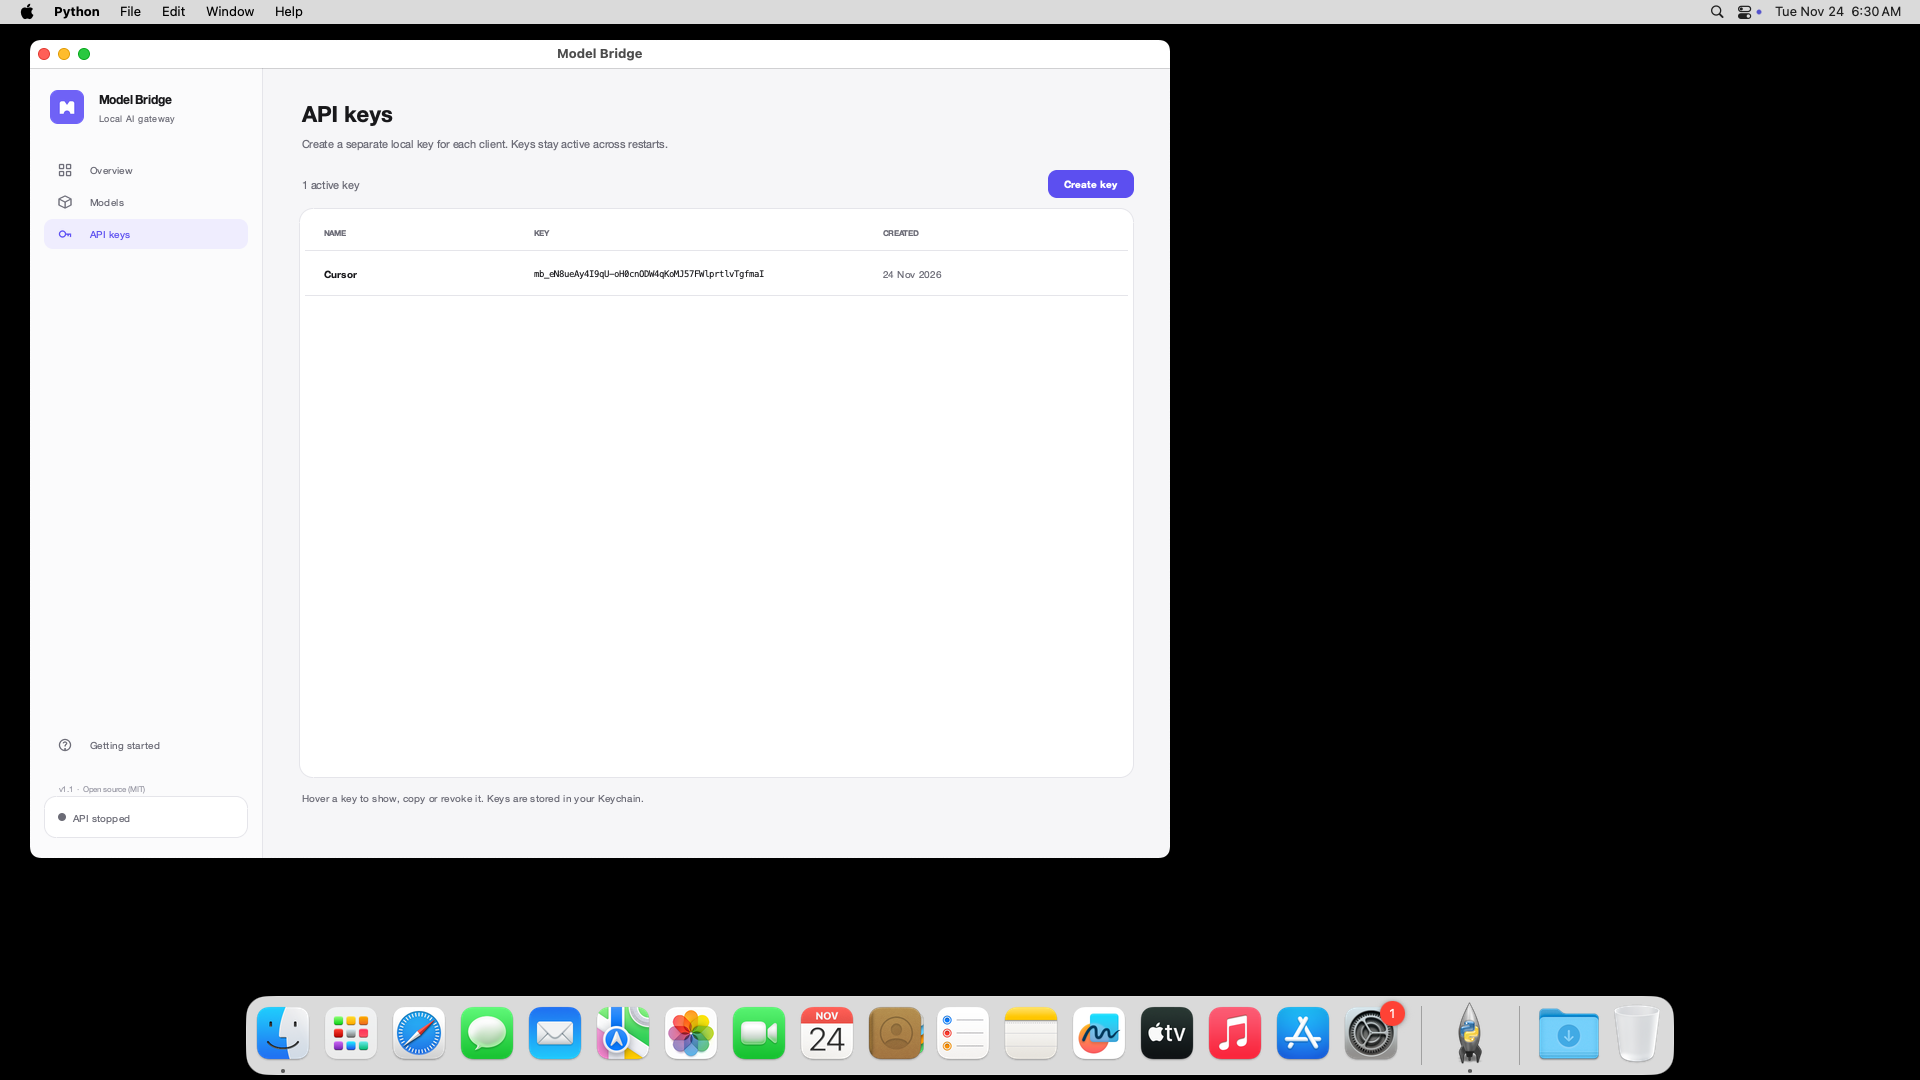 Python File Edit Window Help
Tue Nov 24 6:30 AM
Model Bridge
Model Bridge
Local AI gateway
Overview
Models
API keys
API keys
Create a separate local key for each client. Keys stay active across restarts.
1 active key
Create key
NAME KEY CREATED
Cursor mb_eN8ueAy4I9qU-oH0cnODW4qKoMJ57FWlprtlvTgfmaI 24 Nov 2026
Hover a key to show, copy or revoke it. Keys are stored in your Keychain.
Getting started
v1.1 · Open source (MIT)
API stopped
NOV
24
tv
1